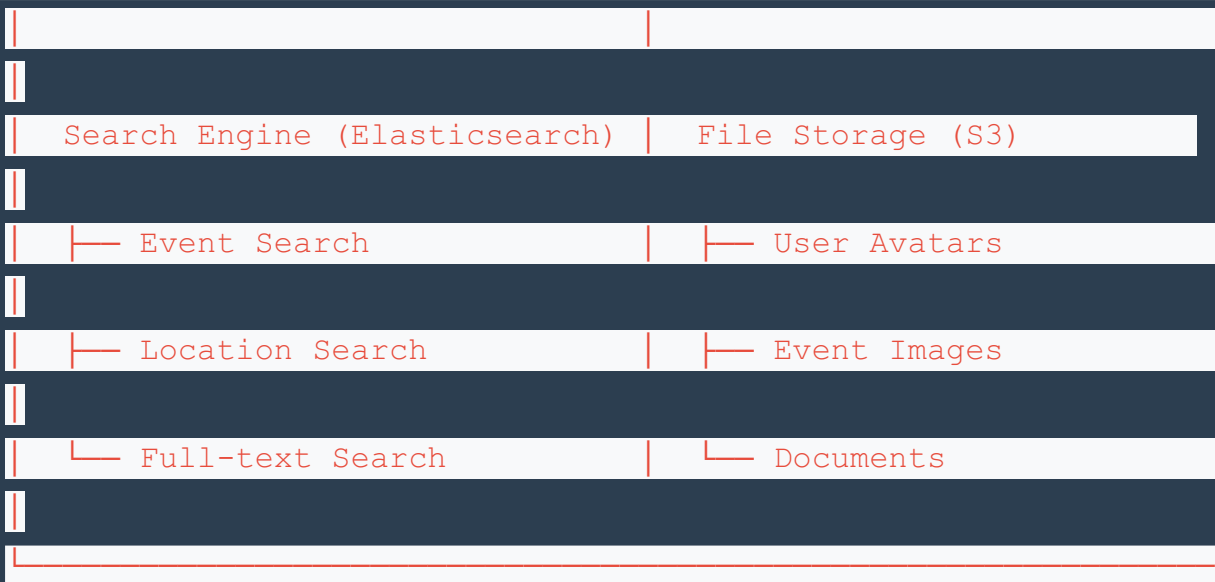 │                                │
│
│  Search Engine (Elasticsearch) │  File Storage (S3)
│
│  ├── Event Search              │  ├── User Avatars
│
│  ├── Location Search           │  ├── Event Images
│
│  └── Full-text Search          │  └── Documents
│
└───────────────────────────────────────────────────────────────